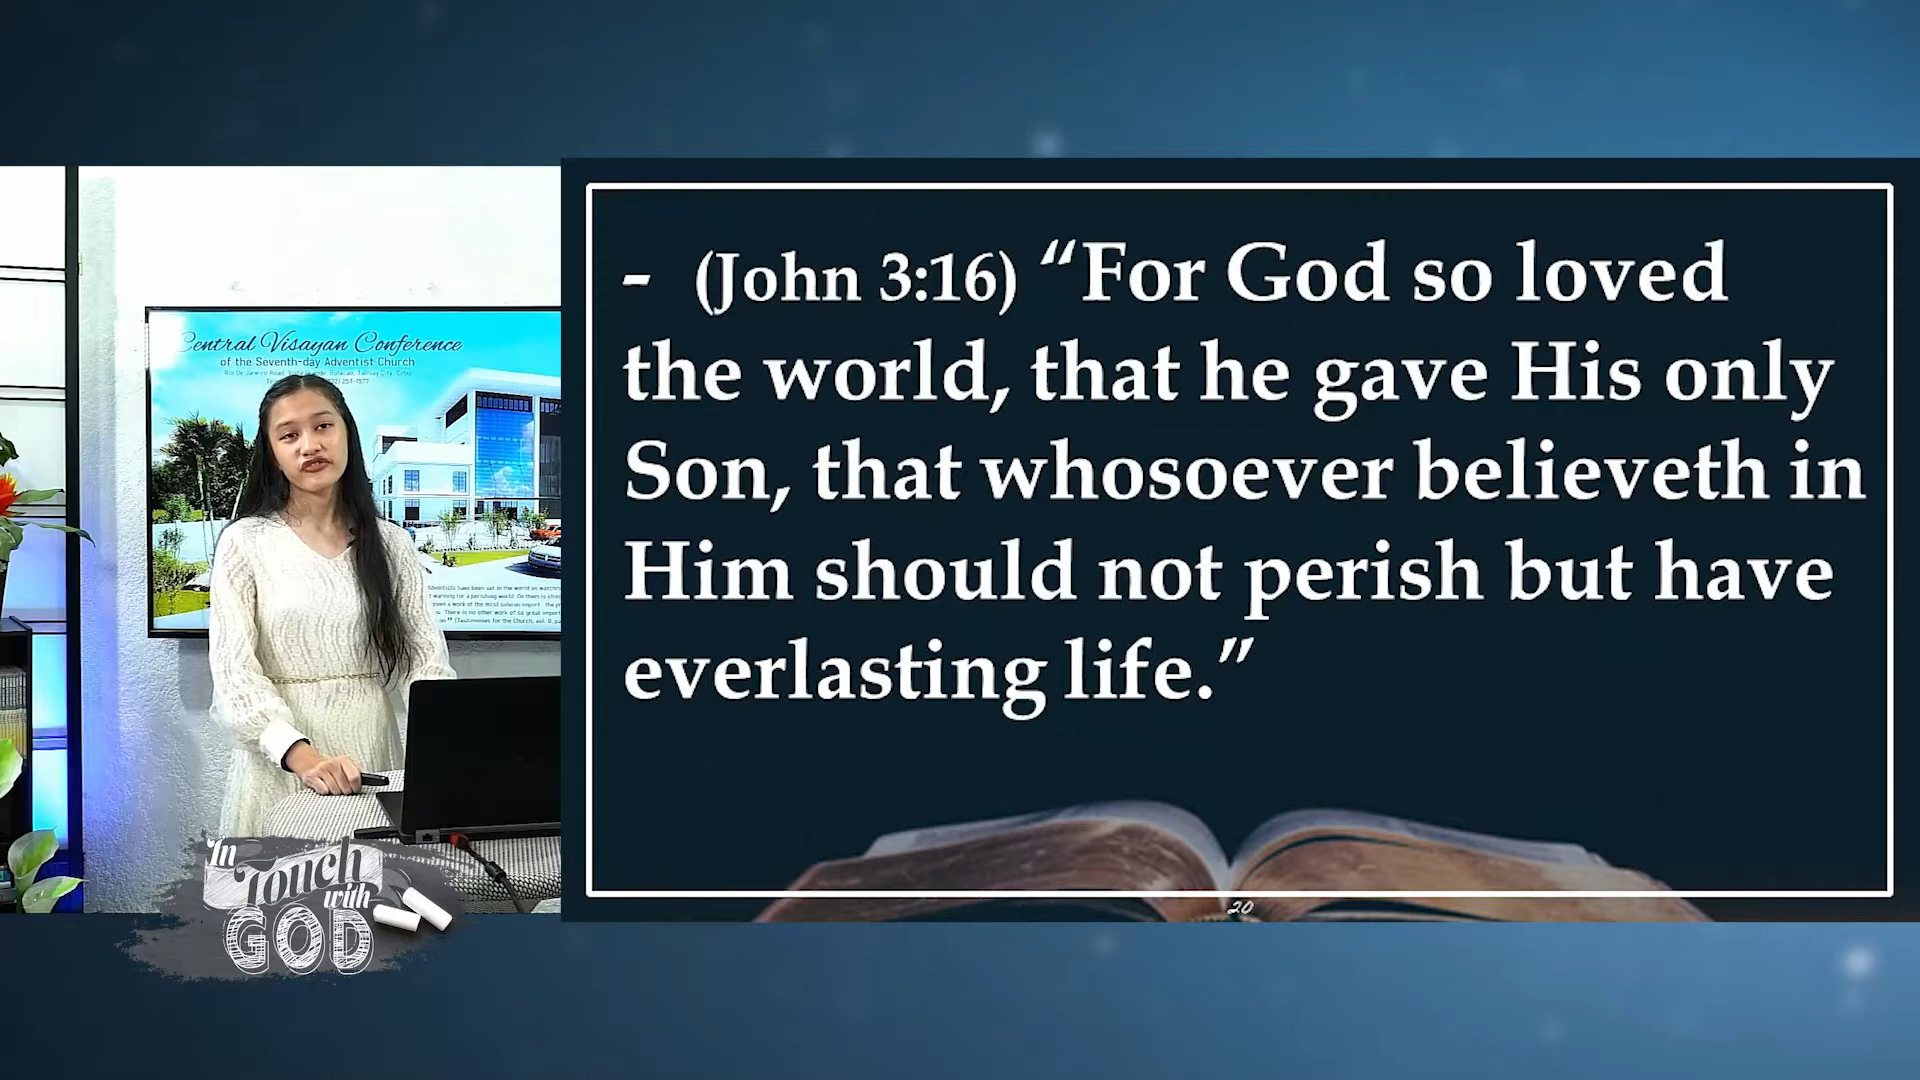 Central Visayan Conference
of the Seventh-day Adventist Church
In
Touch
with
GOD
- (John 3:16) “For God so loved
the world, that he gave His only
Son, that whosoever believeth in
Him should not perish but have
everlasting life.”
20